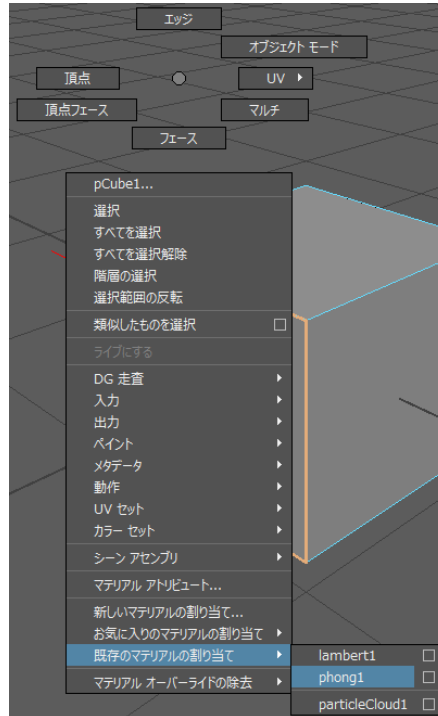 エッジ
オブジェクト モード
頂点
UV
頂点フェース
マルチ
フェース
pCube1...
選択
すべてを選択
すべてを選択解除
階層の選択
選択範囲の反転
類似したものを選択
ライブにする
DG 走査
入力
出力
ペイント
メタデータ
動作
UV セット
カラー セット
シーン アセンブリ
マテリアル アトリビュート...
新しいマテリアルの割り当て...
お気に入りのマテリアルの割り当て
既存のマテリアルの割り当て
lambert1
phong1
マテリアル オーバーライドの除去
particleCloud1